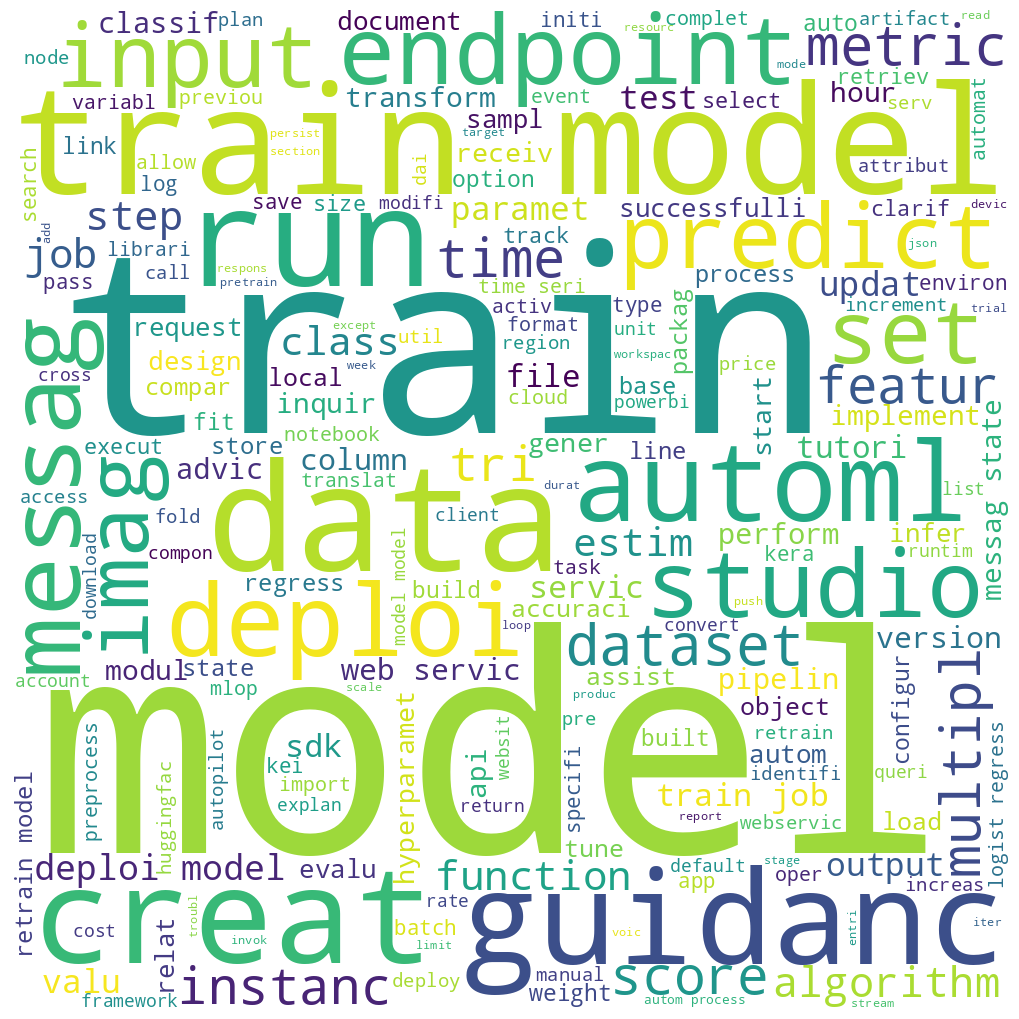 classif
plan
document
initi
complet
auto
artifact
read
resourc
node
input
endpoint
metric
mode
variabl
previou
transform
event
test
select
retriev
hour
serv
automat
train model
sampl
persist
section
target
link
search
allow
log
dai
receiv
option
attribut
save
size
modifi
paramet
successfulli
clarif
devic
step
add
run
track
predict
json
job
librari
time
process
updat
environ
pass
call
respons
pretrain
time seri
activ
type
increment
trial
train
messag
request
class
except
util
format
region
unit
workspac
packag
set
cross
design
week
local
file
base
price
featur
compar
inquir
cloud
powerbi
start
implement
fit
notebook
gener
execut
store
line
tutori
imag
advic
column
tri
automl
messag state
translat
access
data
durat
list
fold
client
download
estim
perform
infer
compon
kera
runtim
regress
deploi
model model
build
servic
task
studio
accuraci
push
loop
convert
modul
state
web servic
dataset
version
account
mlop
scale
assist
produc
pipelin
model
configur
multipl
object
preprocess
autopilot
sdk
kei
api
websit
pre
built
retrain
logist regress
huggingfac
import
hyperparamet
specifi
autom
identifi
queri
explan
return
train job
retrain model
report
webservic
load
tune
deploi model
evalu
function
default
stage
output
app
oper
increas
creat
troubl
rate
guidanc
cost
relat
invok
batch
limit
voic
entri
iter
valu
instanc
deploy
manual
weight
score
algorithm
framework
autom process
stream